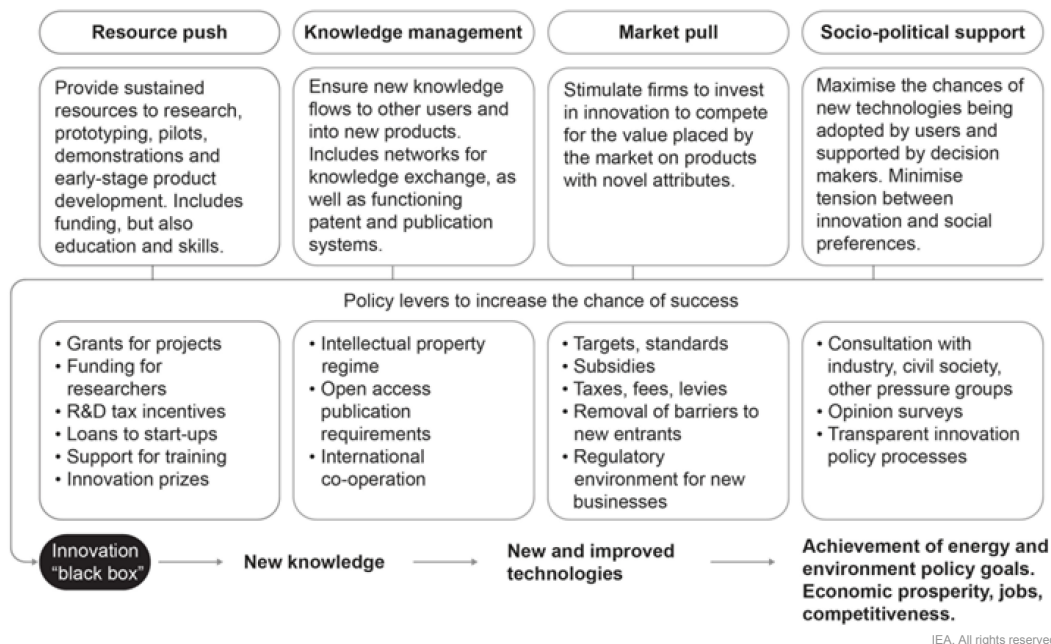 Resource push
Knowledge management
Market pull
Socio-political support
Provide sustained
resources to research,
prototyping, pilots,
demonstrations and
early-stage product
development. Includes
funding, but also
education and skills.
Ensure new knowledge
flows to other users and
into new products.
Includes networks for
knowledge exchange, as
well as functioning
patent and publication
systems.
Stimulate firms to invest
in innovation to compete
for the value placed by
the market on products
with novel attributes.
Maximise the chances of
new technologies being
adopted by users and
supported by decision
makers. Minimise
tension between
innovation and social
preferences.
Policy levers to increase the chance of success
• Grants for projects
• Funding for
researchers
• R&D tax incentives
• Loans to start-ups
• Support for training
• Innovation prizes
• Intellectual property
regime
• Open access
publication
requirements
• International
co-operation
• Targets, standards
• Subsidies
• Taxes, fees, levies
• Removal of barriers to
new entrants
• Regulatory
environment for new
businesses
• Consultation with
industry, civil society,
other pressure groups
• Opinion surveys
• Transparent innovation
policy processes
Innovation
"black box"
New knowledge
New and improved
technologies
Achievement of energy and
environment policy goals.
Economic prosperity, jobs,
competitiveness.
IEA. All rights reserved